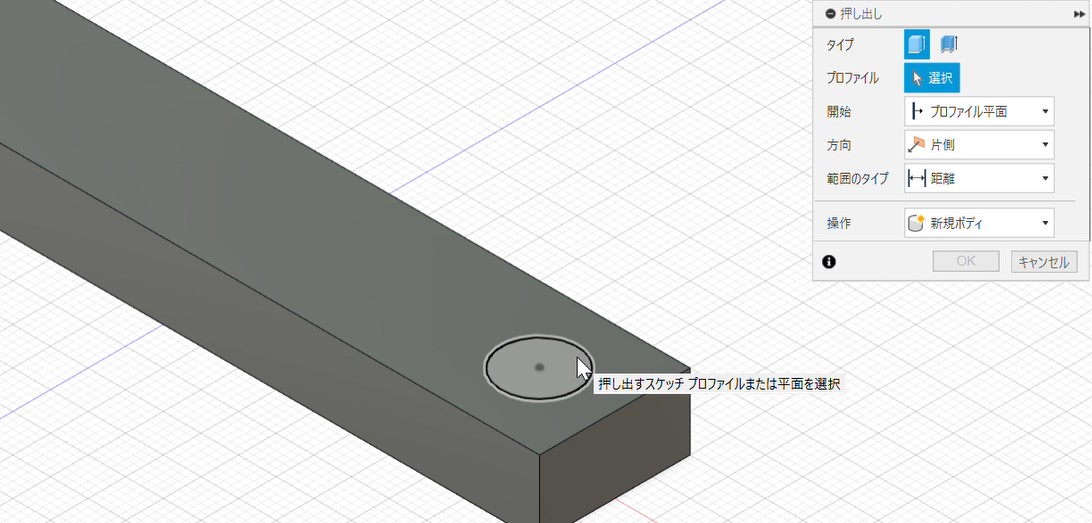 押し出し
タイプ
プロファイル 選択
開始 プロファイル平面
方向 片側
範囲のタイプ 距離
操作 新規ボディ
OK キャンセル
押し出すスケッチ プロファイルまたは平面を選択